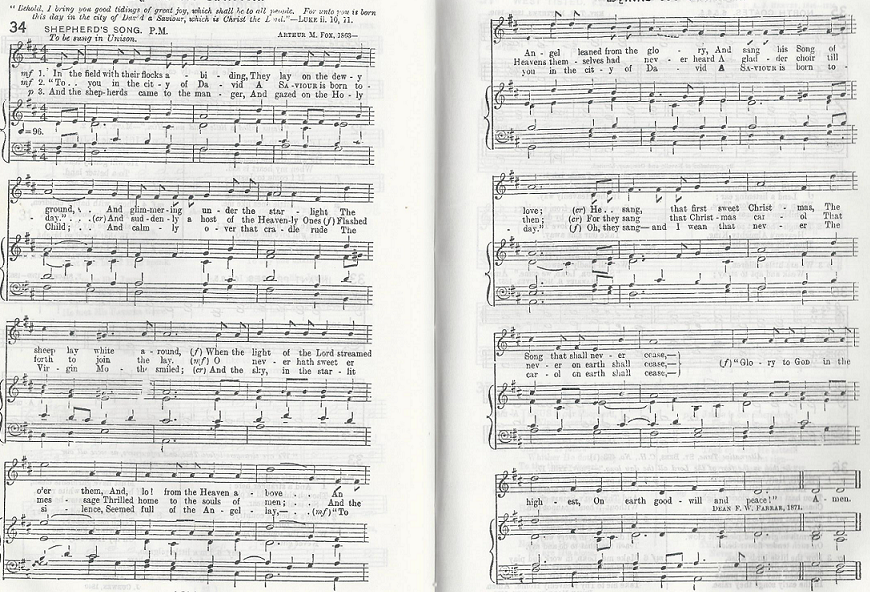 " Behold, I bring you good tidings of great joy, which shall be to all people. For unto you is born
this day in the city of David a Saviour, which is Christ the Lord."—LUKE II. 10, 11.
34 SHEPHERD'S SONG. P.M.
ARTHUR M. FOX, 1863—
To be sung in Unison.
mf 1. In the field with their flocks a - bi - ding, They lay on the dew - y
mf 2. "To . . you in the cit - y of Da - vid A SAVIOUR is born to -
p 3. And the shep-herds came to the man - ger, And gazed on the Ho - ly
♩=96.
ground, . And glim-mer-ing un - der the star - light The
day." . . . (cr) And sud-den-ly a host of the Heaven-ly Ones (f) Flashed
Child; . And calm - ly o - ver that cra - dle rude The
sheep lay white a - round, (f) When the light of the Lord streamed
forth to join the lay. (mf) O nev - er hath sweet er
Vir - gin Mo - the smiled; (cr) And the sky, in the star - lit
o'er them, And, lo! from the Heaven a - bove . . An
mes sage Thrilled home to the souls of men; . And the
si - lence, Seemed full of the An - gel lay,— . (mf) "To
An - gel leaned from the glo - ry, And sang his Song of
Heavens them - selves had nev - er heard A glad - der choir till
you in the cit - y of Da - vid A SAVIOUR is born to -
love; (cr) He . . sang, that first sweet Christ - mas, The
then; (cr) For they sang that Christ - mas car - ol That
day." (f) Oh, they sang—and I ween that nev - er The
Song that shall nev - er cease,—
nev - er on earth shall cease,— (f) "Glo - ry to GOD in the
car - ol on earth shall cease,—
high - est, On earth good - will and peace!" A - men.
DEAN F. W. FARRAR, 1871.